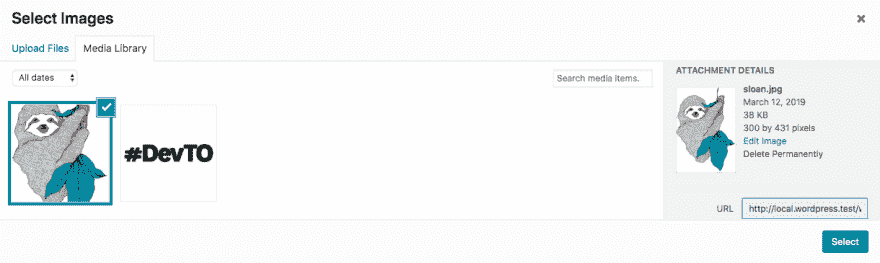 Select Images
Upload Files
Media Library
All dates
Search media items.
#DevTO
ATTACHMENT DETAILS
sloan.jpg
March 12, 2019
38 KB
300 by 431 pixels
Edit Image
Delete Permanently
URL
http://local.wordpress.test/
Select